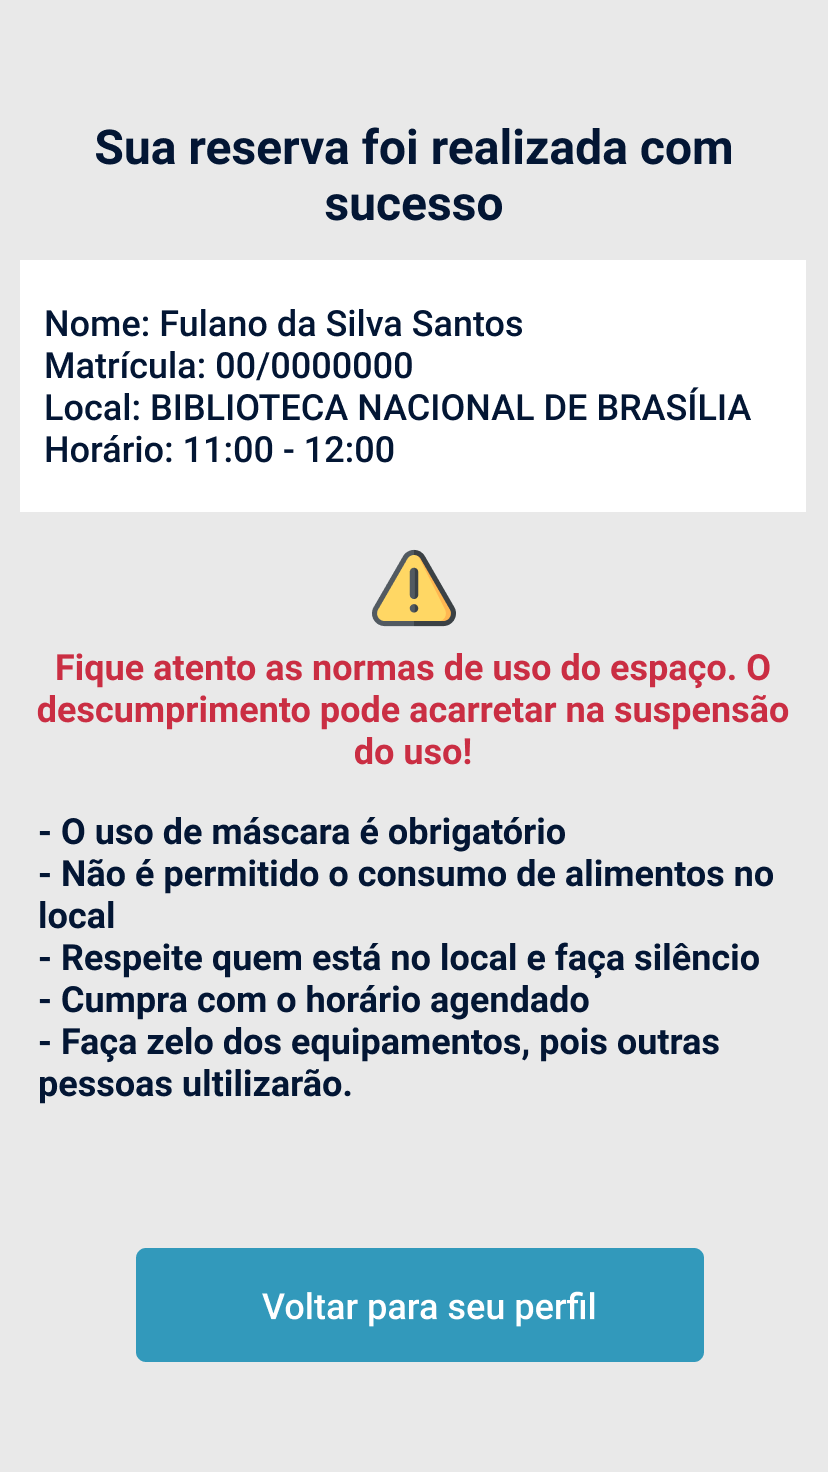 Sua reserva foi realizada com
sucesso
Nome: Fulano da Silva Santos
Matrícula: 00/0000000
Local: BIBLIOTECA NACIONAL DE BRASÍLIA
Horário: 11:00 - 12:00
Fique atento as normas de uso do espaço. O
descumprimento pode acarretar na suspensão
do uso!
- O uso de máscara é obrigatório
- Não é permitido o consumo de alimentos no
local
- Respeite quem está no local e faça silêncio
- Cumpra com o horário agendado
- Faça zelo dos equipamentos, pois outras
pessoas ultilizarão.
Voltar para seu perfil